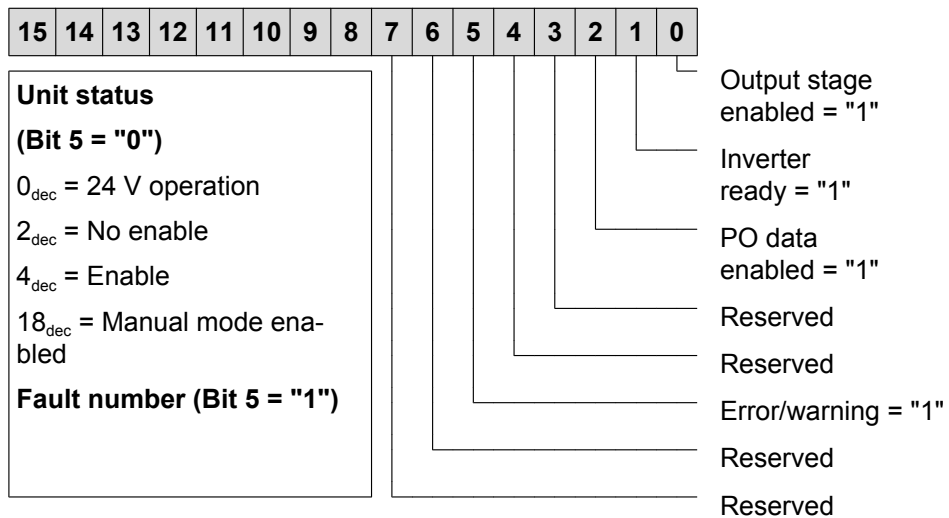 15 14 13 12 11 10 9 8 7 6 5 4 3 2 1 0
Unit status
(Bit 5 = "0")
0dec = 24 V operation
2dec = No enable
4dec = Enable
18dec = Manual mode ena-
bled
Fault number (Bit 5 = "1")
Output stage
enabled = "1"
Inverter
ready = "1"
PO data
enabled = "1"
Reserved
Reserved
Error/warning = "1"
Reserved
Reserved